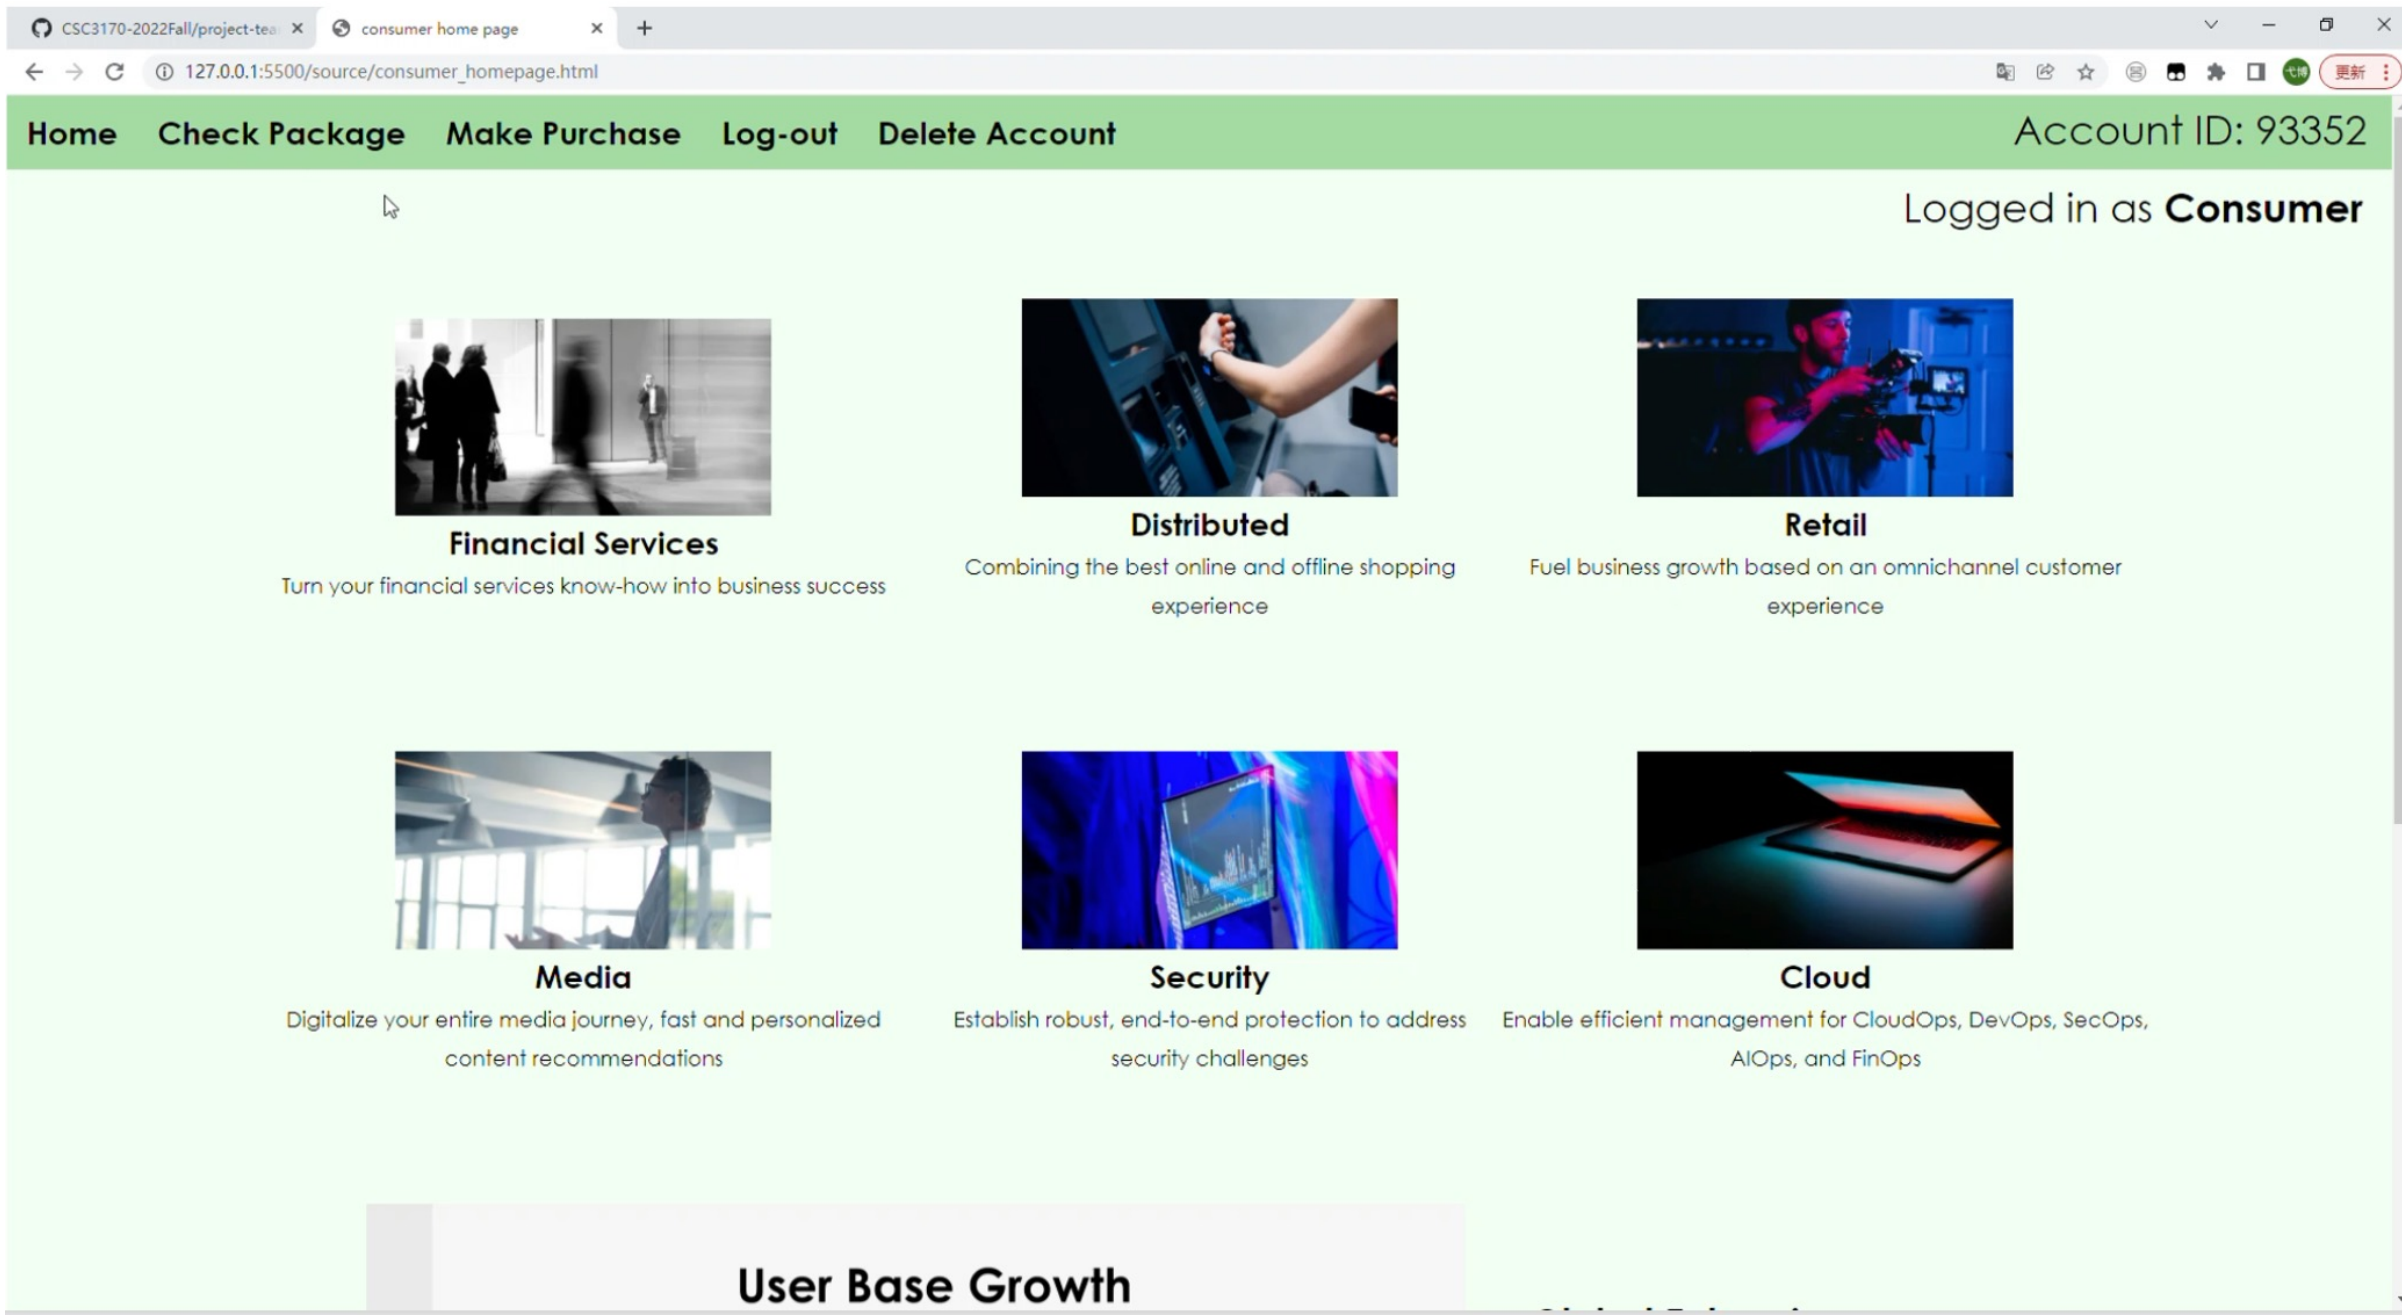 CSC3170-2022Fall/project-tea
consumer home page
127.0.0.1:5500/source/consumer_homepage.html
更新
Home Check Package Make Purchase Log-out Delete Account
Account ID: 93352
Logged in as Consumer
Financial Services
Turn your financial services know-how into business success
Distributed
Combining the best online and offline shopping
experience
Retail
Fuel business growth based on an omnichannel customer
experience
Media
Digitalize your entire media journey, fast and personalized
content recommendations
Security
Establish robust, end-to-end protection to address
security challenges
Cloud
Enable efficient management for CloudOps, DevOps, SecOps,
AIOps, and FinOps
User Base Growth